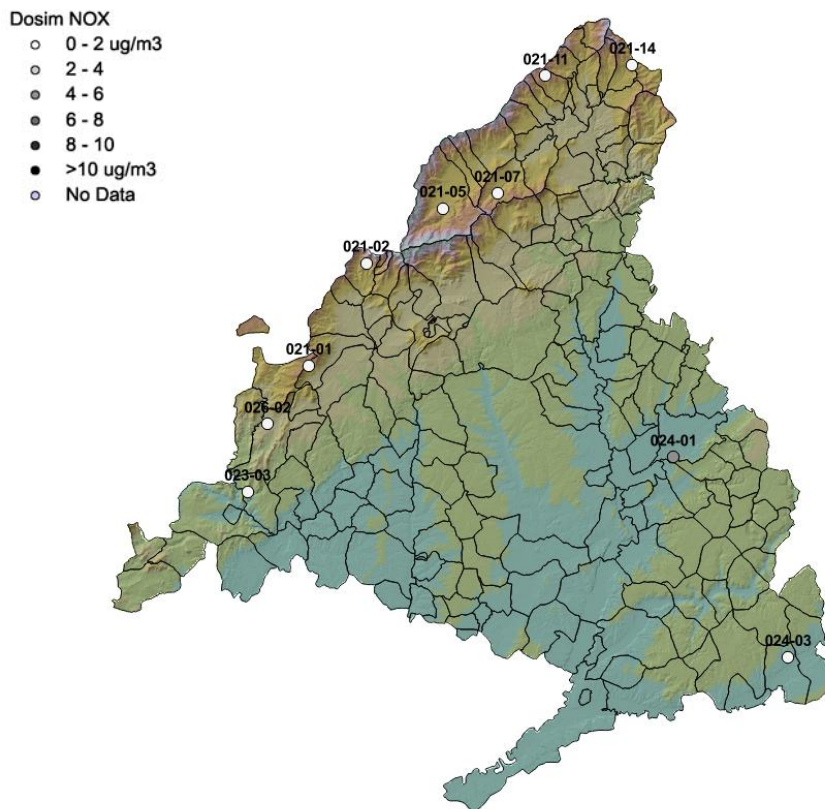 Dosim NOX
0 - 2 ug/m3
2 - 4
4 - 6
6 - 8
8 - 10
>10 ug/m3
No Data
021-14
021-11
021-07
021-05
021-02
021-01
026-02
024-01
023-03
024-03